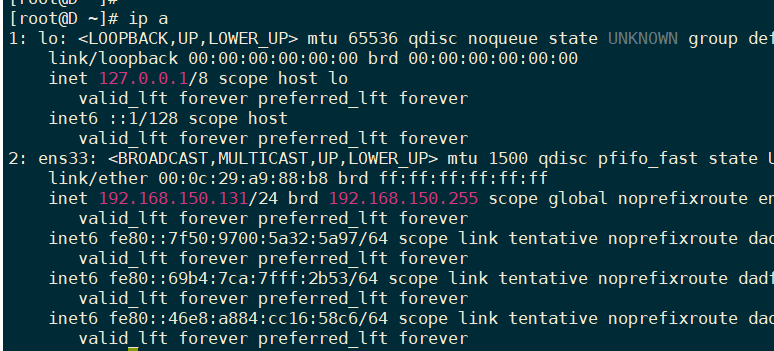 [root@D ~]#
[root@D ~]# ip a
1: lo: <LOOPBACK,UP,LOWER_UP> mtu 65536 qdisc noqueue state UNKNOWN group def
link/loopback 00:00:00:00:00:00 brd 00:00:00:00:00:00
inet 127.0.0.1/8 scope host lo
valid_lft forever preferred_lft forever
inet6 ::1/128 scope host
valid_lft forever preferred_lft forever
2: ens33: <BROADCAST,MULTICAST,UP,LOWER_UP> mtu 1500 qdisc pfifo_fast state U
link/ether 00:0c:29:a9:88:b8 brd ff:ff:ff:ff:ff:ff
inet 192.168.150.131/24 brd 192.168.150.255 scope global noprefixroute en
valid_lft forever preferred_lft forever
inet6 fe80::7f50:9700:5a32:5a97/64 scope link tentative noprefixroute dad
valid_lft forever preferred_lft forever
inet6 fe80::69b4:7ca:7fff:2b53/64 scope link tentative noprefixroute dadf
valid_lft forever preferred_lft forever
inet6 fe80::46e8:a884:cc16:58c6/64 scope link tentative noprefixroute dad
valid_lft forever preferred_lft forever